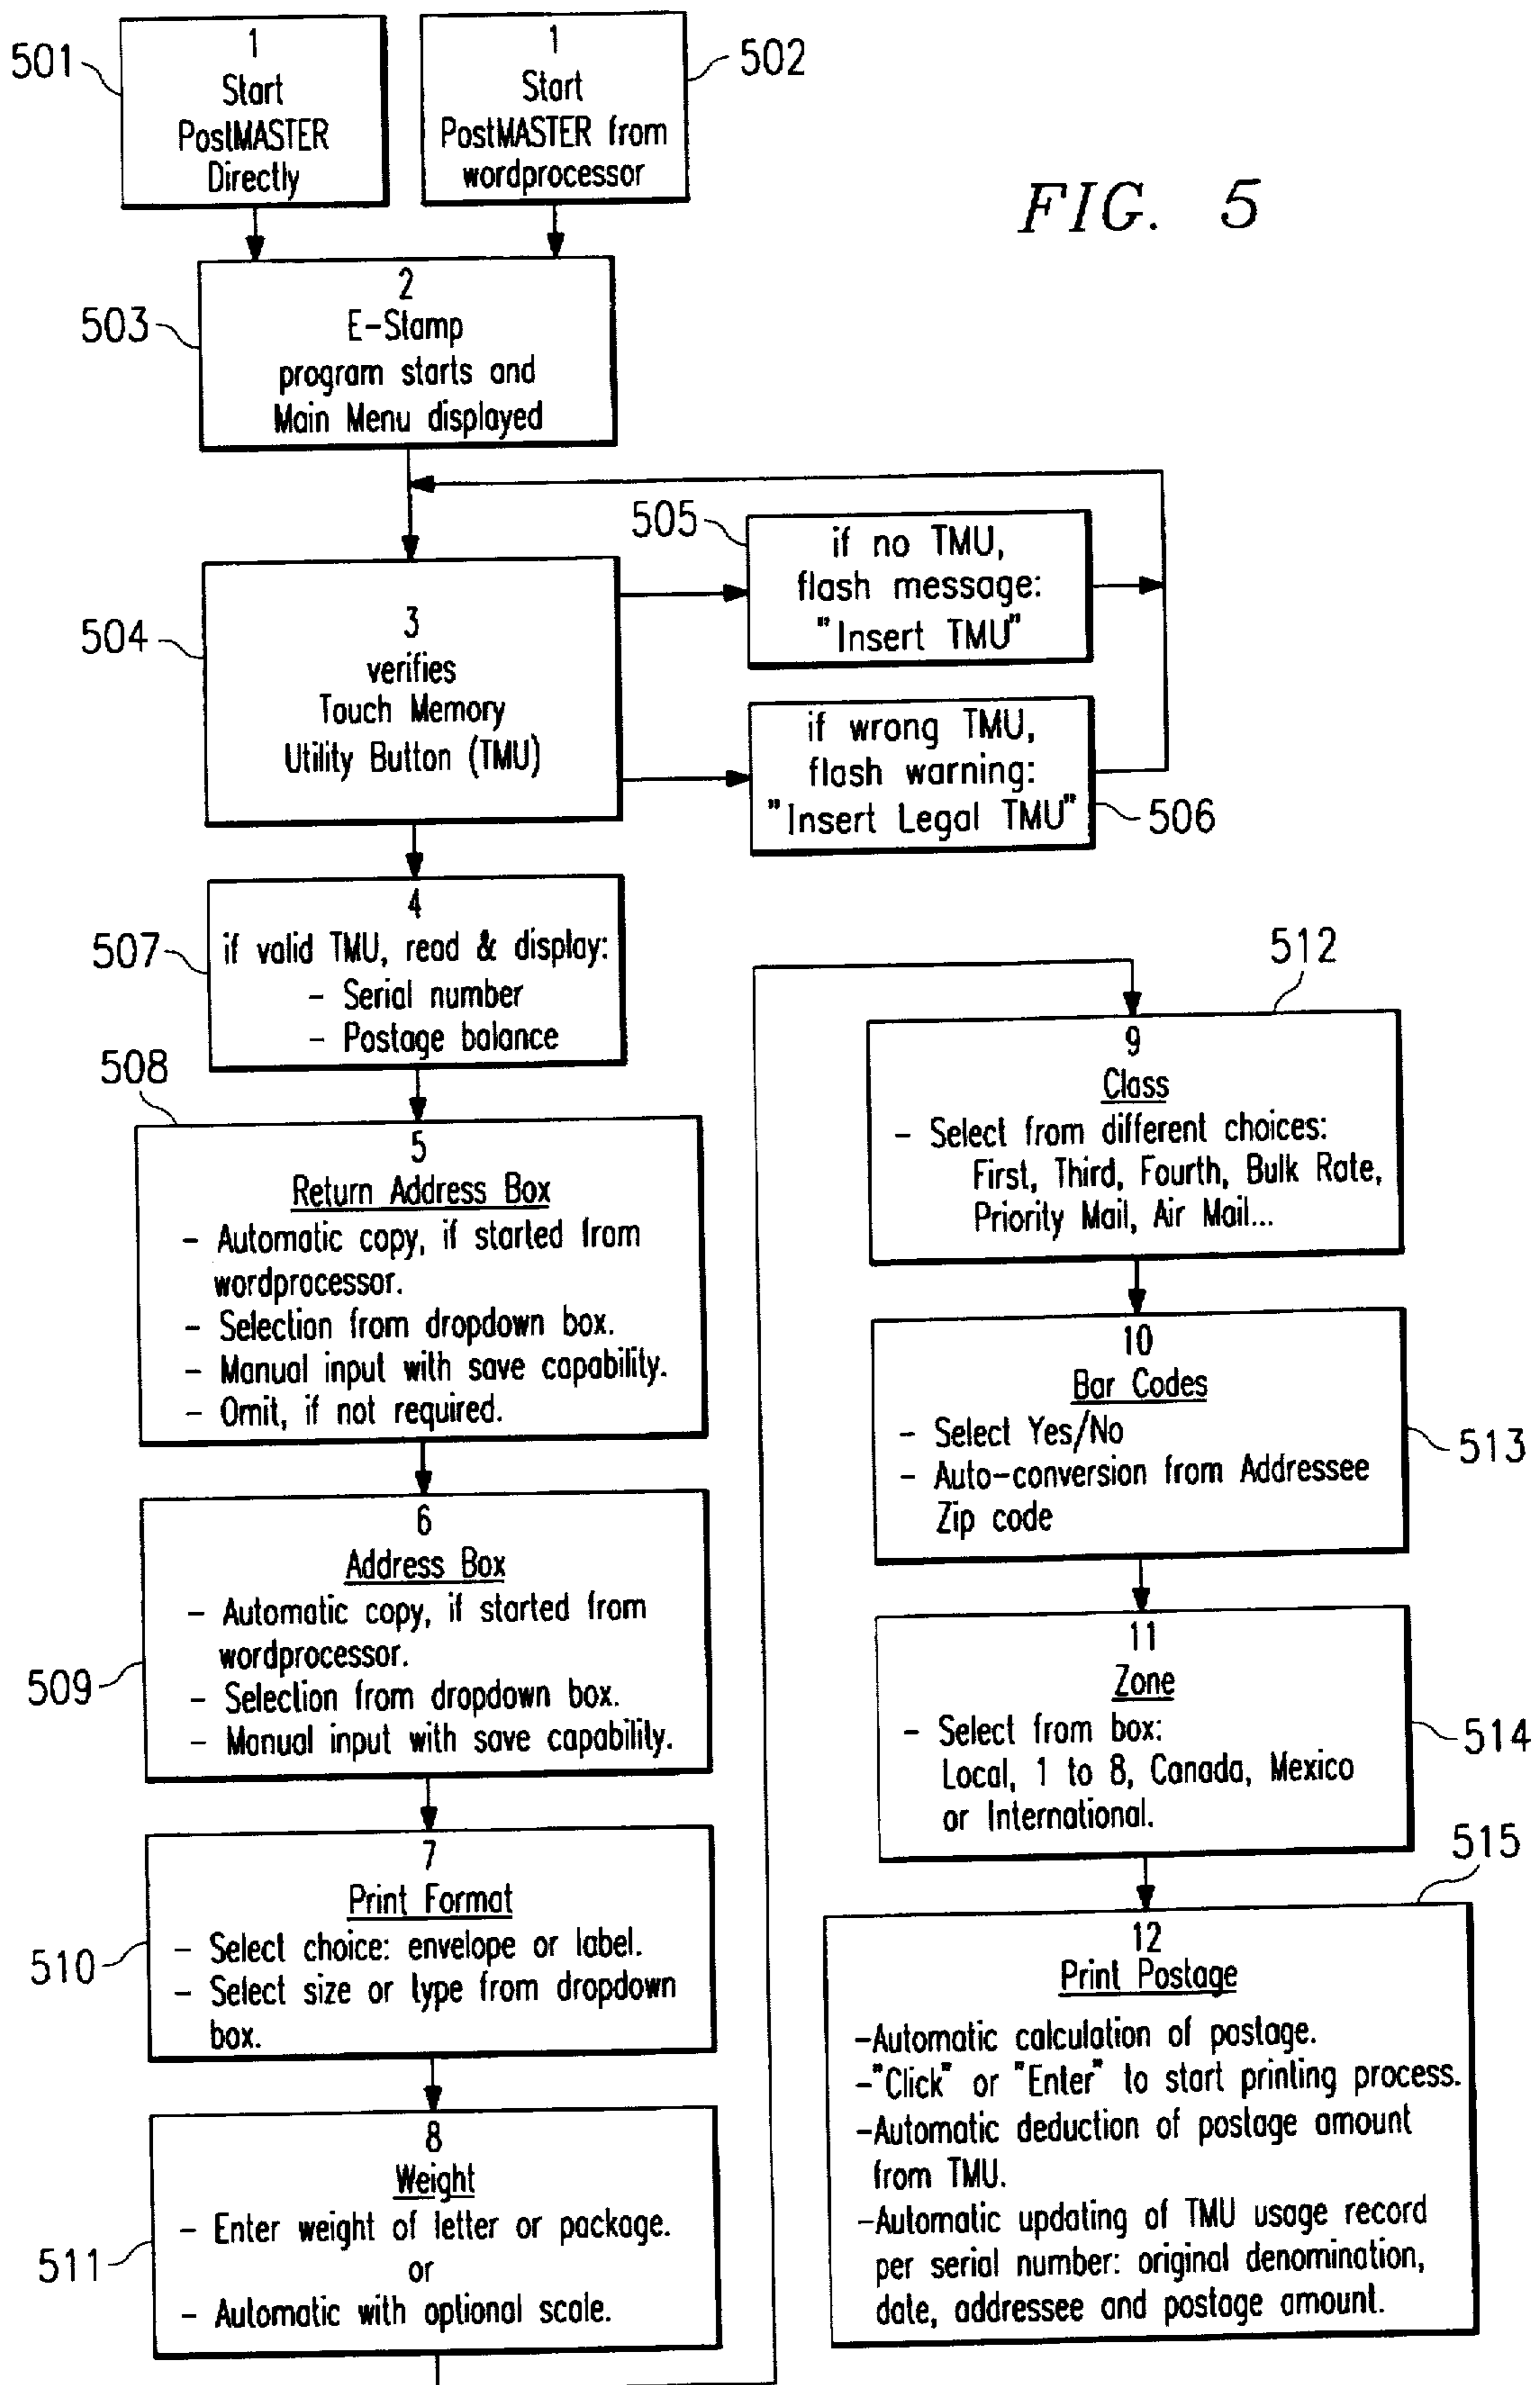 501
1
Start
PostMASTER
Directly
1
Start
PostMASTER from
wordprocessor
502
FIG. 5
503
2
E-Stamp
program starts and
Main Menu displayed
504
3
verifies
Touch Memory
Utility Button (TMU)
505
if no TMU,
flash message:
"Insert TMU"
if wrong TMU,
flash warning:
"Insert Legal TMU"
506
507
4
if valid TMU, read & display:
- Serial number
- Postage balance
508
5
Return Address Box
- Automatic copy, if started from
wordprocessor.
- Selection from dropdown box.
- Manual input with save capability.
- Omit, if not required.
509
6
Address Box
- Automatic copy, if started from
wordprocessor.
- Selection from dropdown box.
- Manual input with save capability.
510
7
Print Format
- Select choice: envelope or label.
- Select size or type from dropdown
box.
511
8
Weight
- Enter weight of letter or package.
or
- Automatic with optional scale.
512
9
Class
- Select from different choices:
First, Third, Fourth, Bulk Rate,
Priority Mail, Air Mail...
10
Bar Codes
- Select Yes/No
- Auto-conversion from Addressee
Zip code
513
11
Zone
- Select from box:
Local, 1 to 8, Canada, Mexico
or International.
514
515
12
Print Postage
-Automatic calculation of postage.
-"Click" or "Enter" to start printing process.
-Automatic deduction of postage amount
from TMU.
-Automatic updating of TMU usage record
per serial number: original denomination,
date, addressee and postage amount.